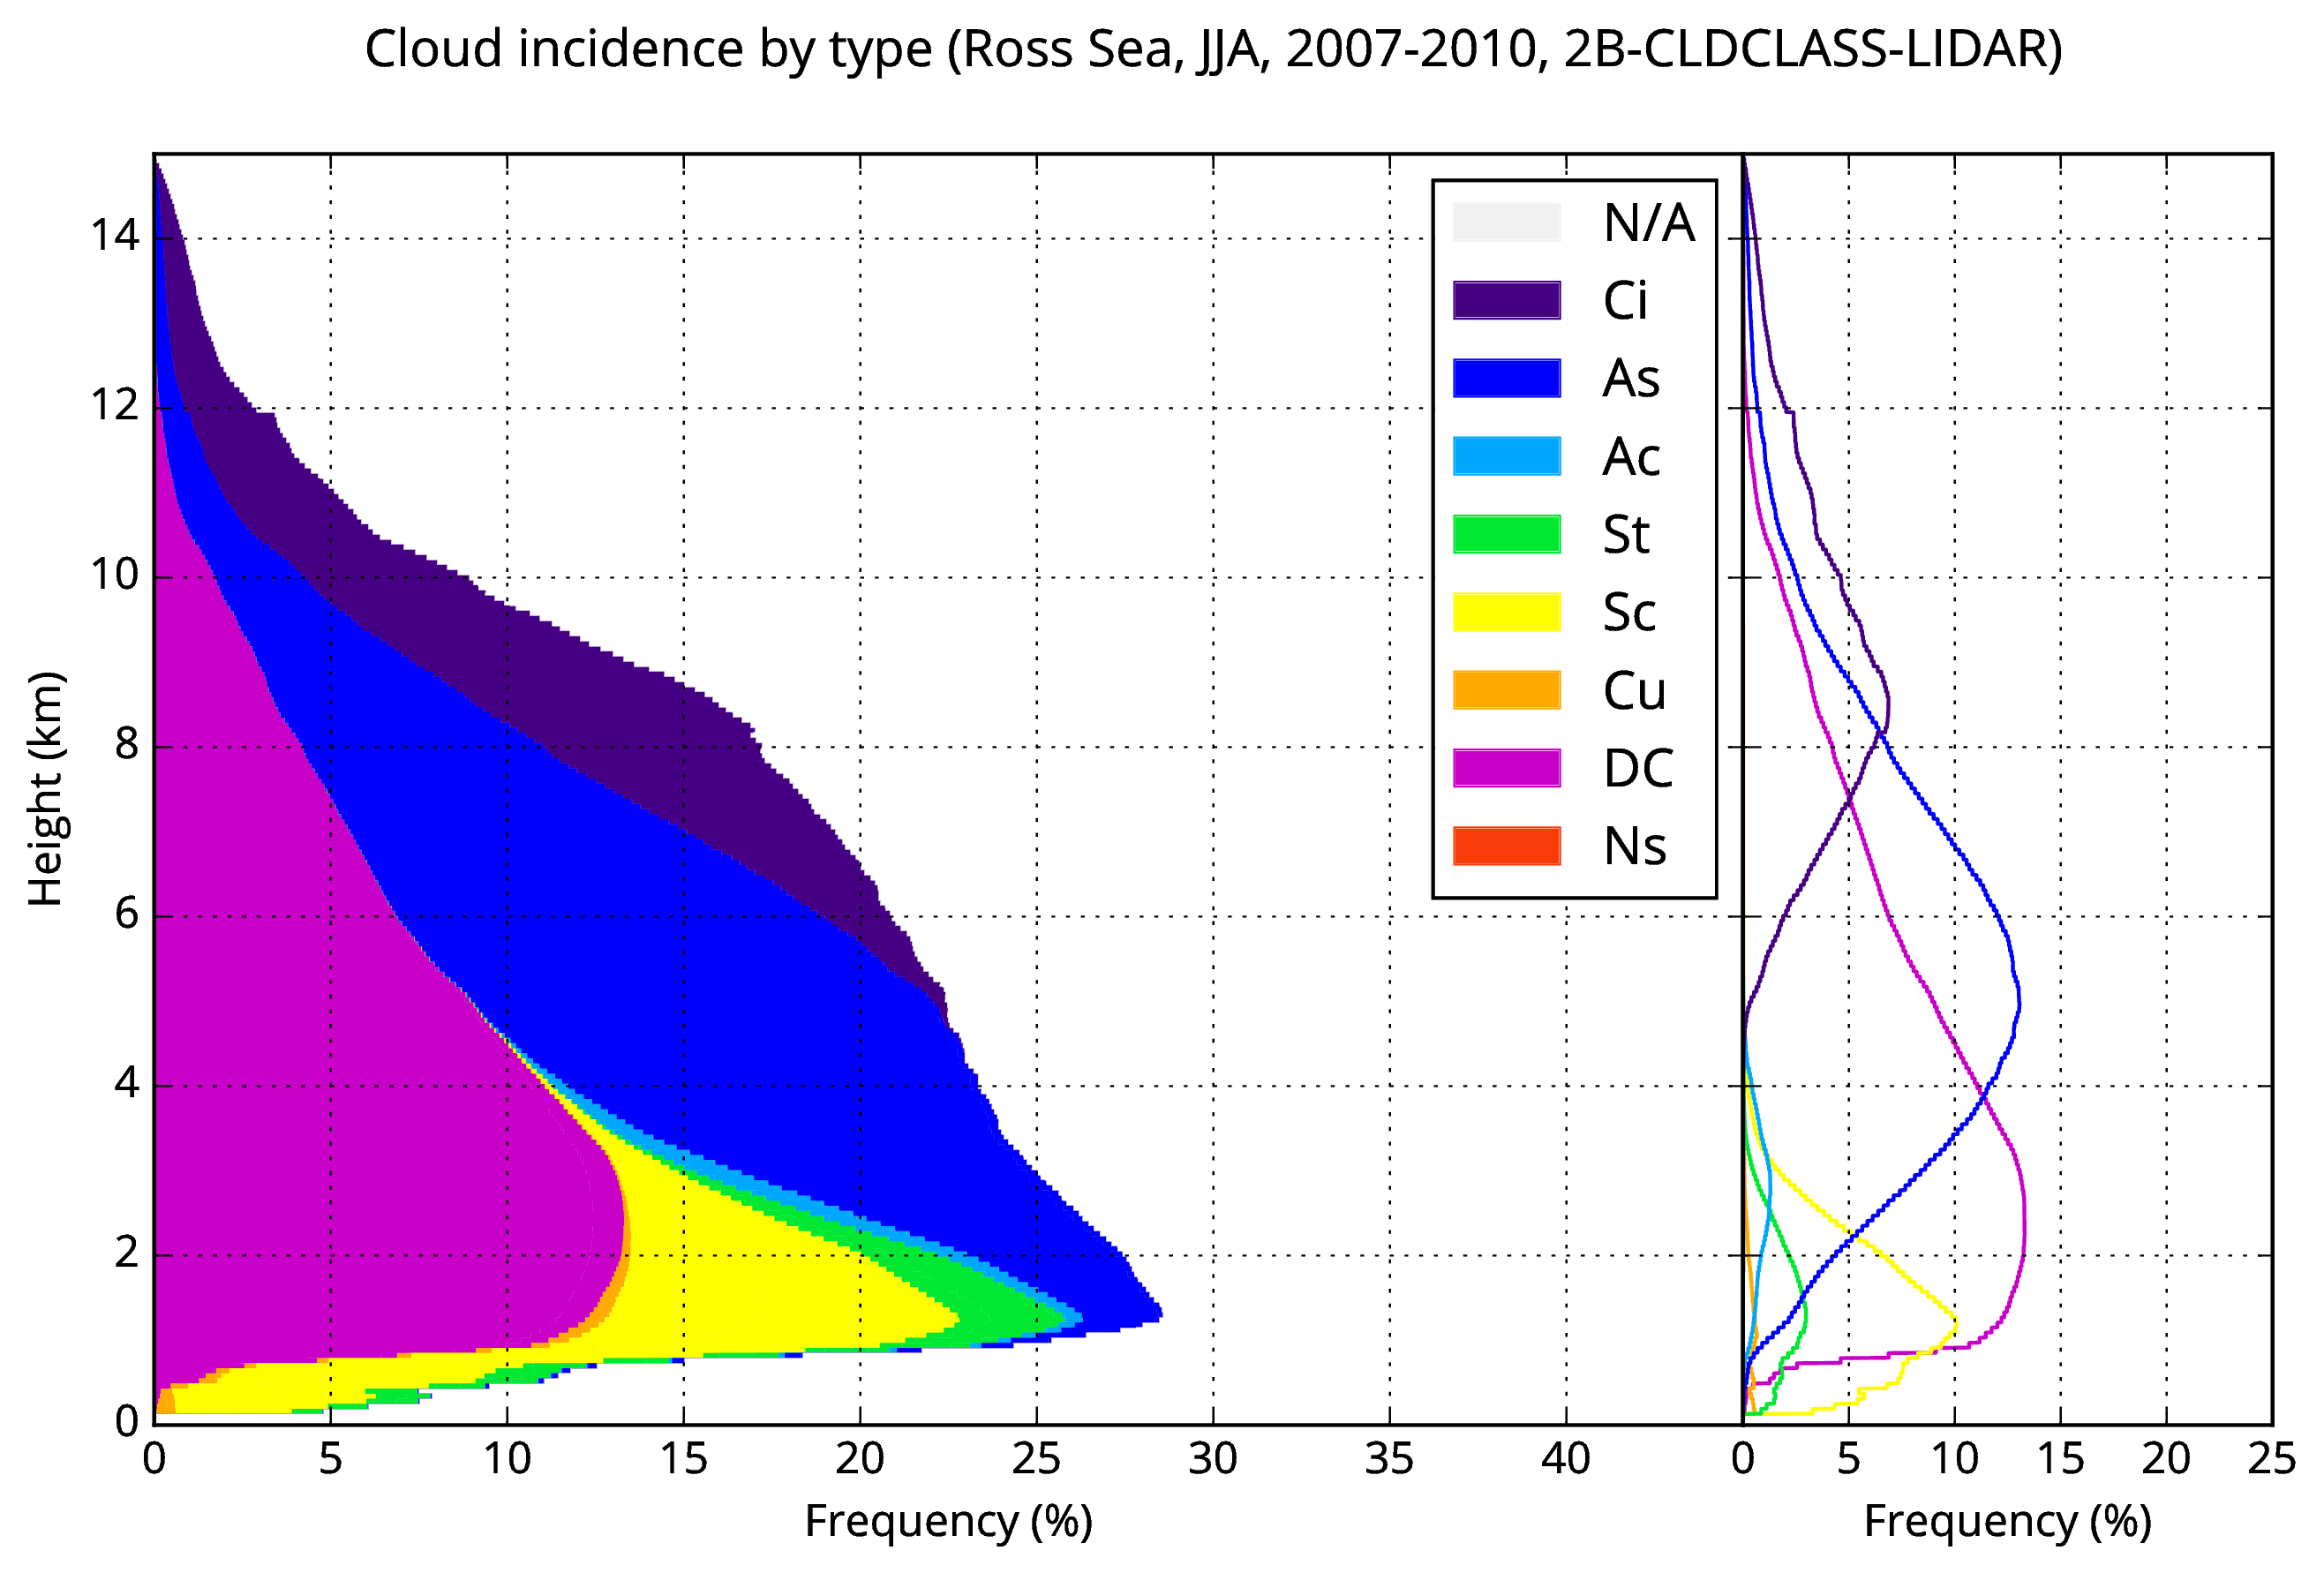 Cloud incidence by type (Ross Sea, JJA, 2007-2010, 2B-CLDCLASS-LIDAR)
Height (km)
14
12
10
8
6
4
2
0
0 5 10 15 20 25 30 35 40
Frequency (%)
N/A
Ci
As
Ac
St
Sc
Cu
DC
Ns
0 5 10 15 20 25
Frequency (%)